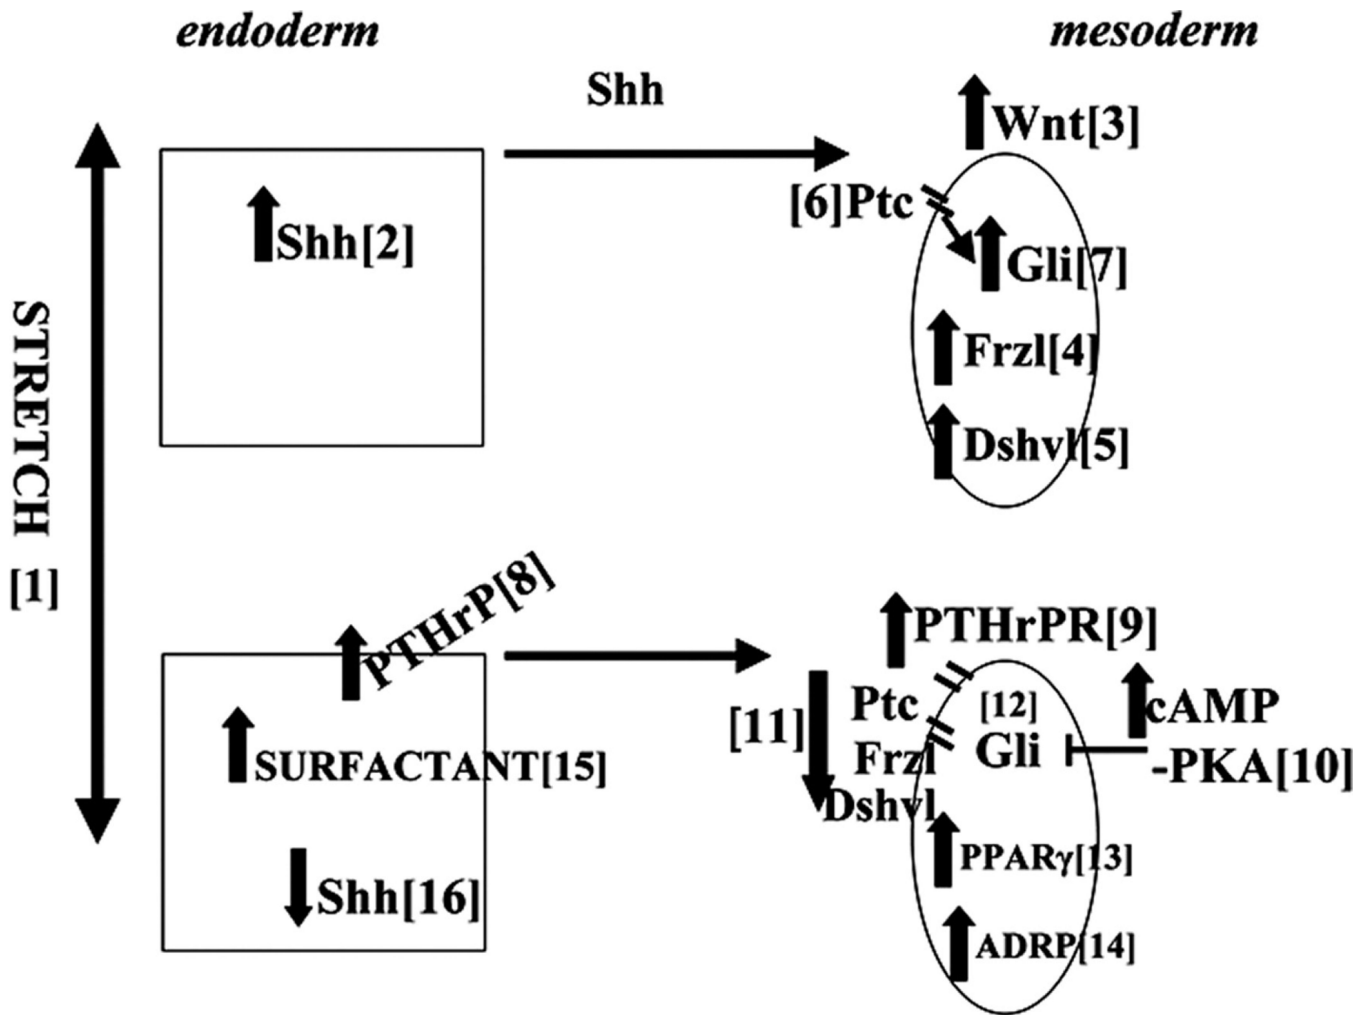 endoderm
mesoderm
Shh
Wnt[3]
[6]Ptc
Shh[2]
Gli[7]
Frzl[4]
Dshvl[5]
STRETCH [1]
PTHrP[8]
PTHrPR[9]
[11]
Ptc
[12]
cAMP
Frzl
Gli
-PKA[10]
SURFACTANT[15]
Dshvl
PPARγ[13]
Shh[16]
ADRP[14]